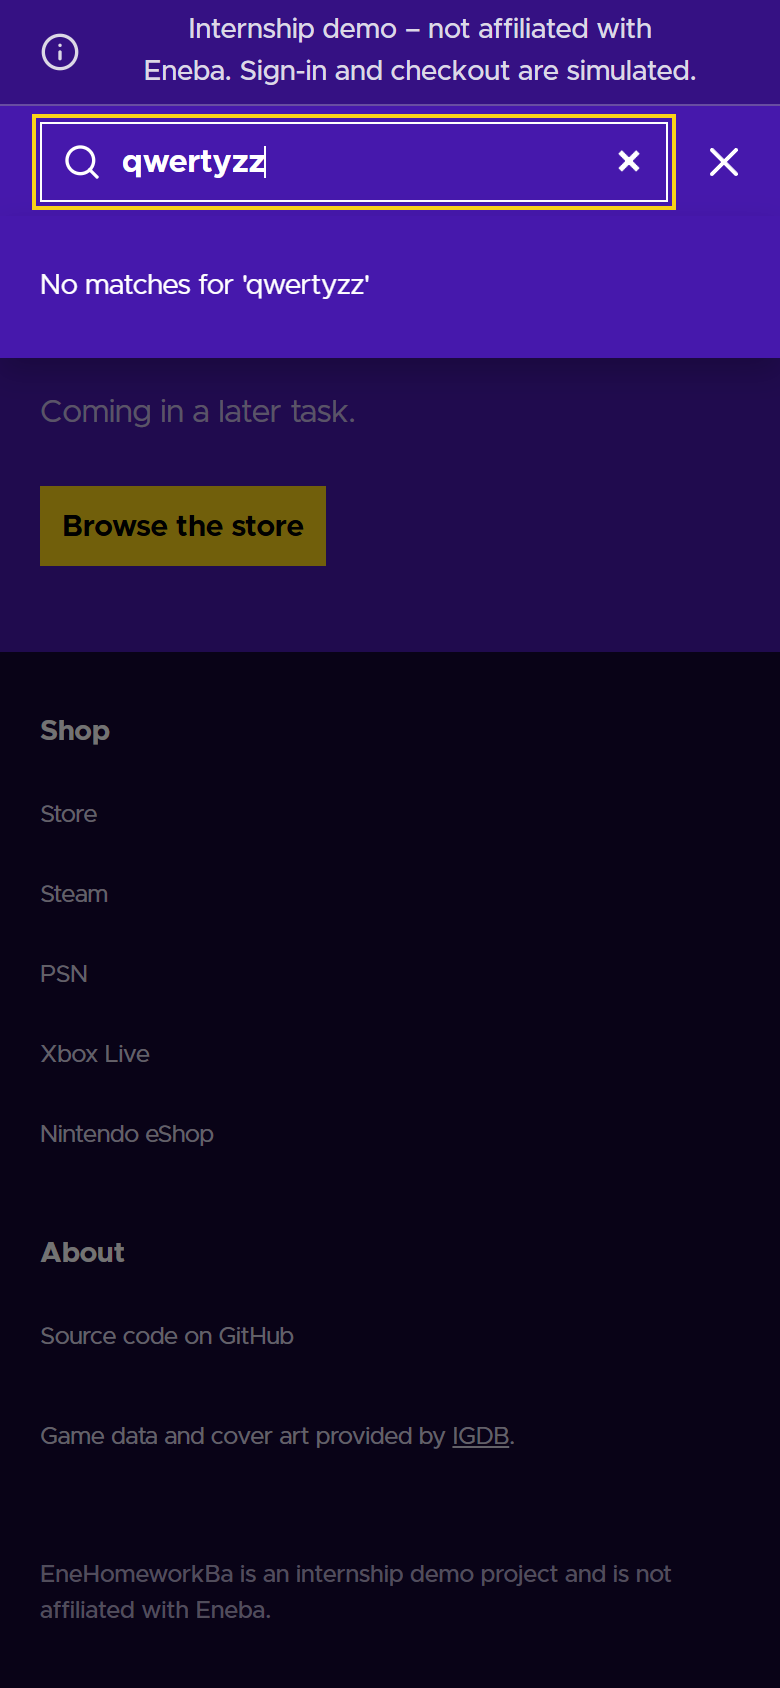 Internship demo – not affiliated with
Eneba. Sign-in and checkout are simulated.
qwertyzz
No matches for 'qwertyzz'
Coming in a later task.
Browse the store
Shop
Store
Steam
PSN
Xbox Live
Nintendo eShop
About
Source code on GitHub
Game data and cover art provided by IGDB.
EneHomeworkBa is an internship demo project and is not
affiliated with Eneba.